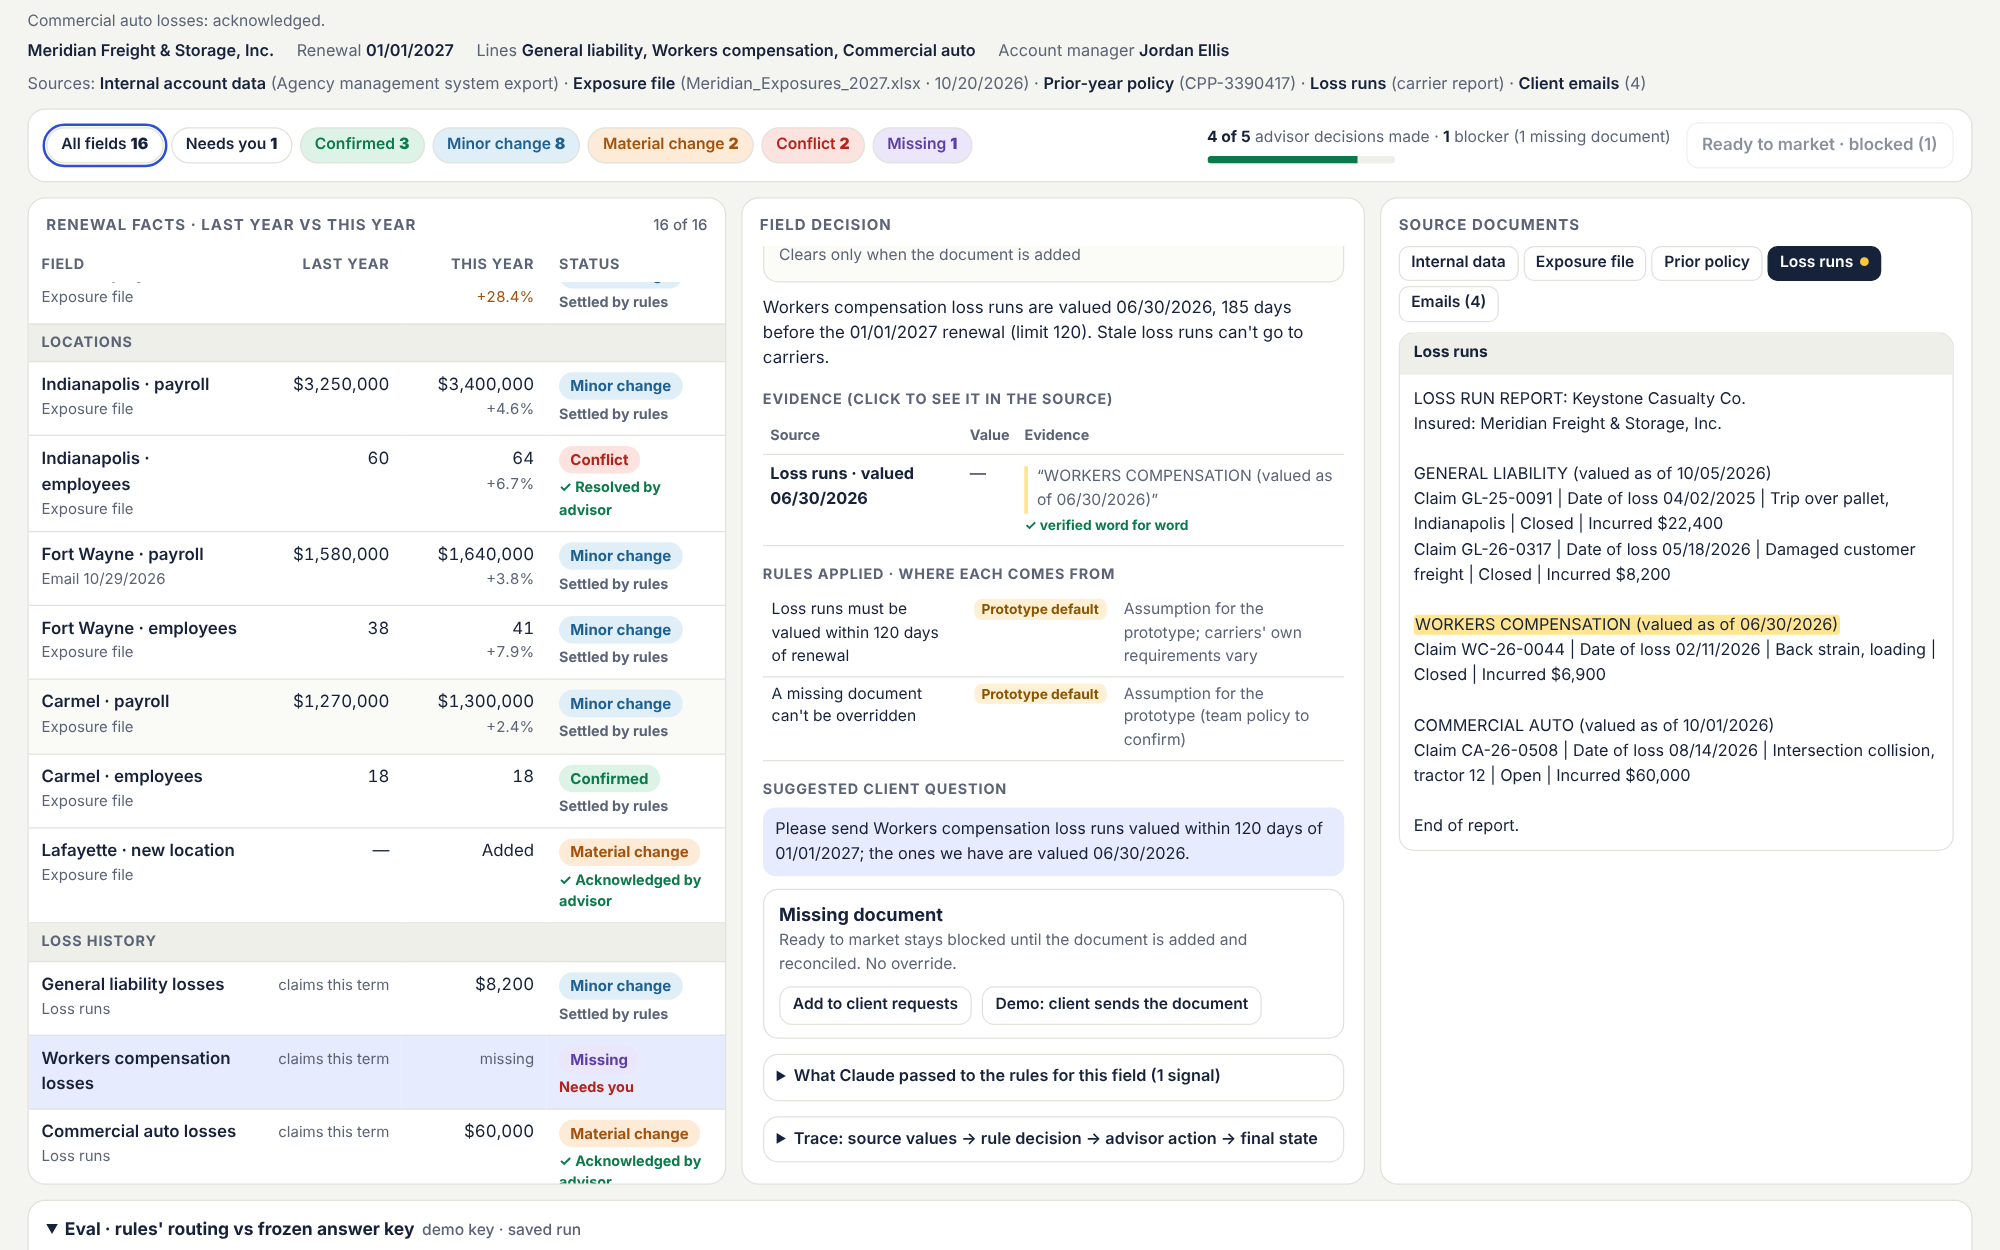 Commercial auto losses: acknowledged.
Meridian Freight & Storage, Inc. Renewal 01/01/2027 Lines General liability, Workers compensation, Commercial auto Account manager Jordan Ellis
Sources: Internal account data (Agency management system export) · Exposure file (Meridian_Exposures_2027.xlsx · 10/20/2026) · Prior-year policy (CPP-3390417) · Loss runs (carrier report) · Client emails (4)
All fields 16 Needs you 1 Confirmed 3 Minor change 8 Material change 2 Conflict 2 Missing 1
4 of 5 advisor decisions made · 1 blocker (1 missing document) Ready to market · blocked (1)
RENEWAL FACTS · LAST YEAR VS THIS YEAR 16 of 16
FIELD LAST YEAR THIS YEAR STATUS
Exposure file +28.4% Settled by rules
LOCATIONS
Indianapolis · payroll $3,250,000 $3,400,000 Minor change
Exposure file +4.6% Settled by rules
Indianapolis · 60 64 Conflict
employees +6.7% ✓ Resolved by
Exposure file advisor
Fort Wayne · payroll $1,580,000 $1,640,000 Minor change
Email 10/29/2026 +3.8% Settled by rules
Fort Wayne · employees 38 41 Minor change
Exposure file +7.9% Settled by rules
Carmel · payroll $1,270,000 $1,300,000 Minor change
Exposure file +2.4% Settled by rules
Carmel · employees 18 18 Confirmed
Exposure file Settled by rules
Lafayette · new location — Added Material change
Exposure file ✓ Acknowledged by
advisor
LOSS HISTORY
General liability losses claims this term $8,200 Minor change
Loss runs Settled by rules
Workers compensation claims this term missing Missing
losses Needs you
Commercial auto losses claims this term $60,000 Material change
Loss runs ✓ Acknowledged by
advisor
FIELD DECISION
Clears only when the document is added
Workers compensation loss runs are valued 06/30/2026, 185 days
before the 01/01/2027 renewal (limit 120). Stale loss runs can't go to
carriers.
EVIDENCE (CLICK TO SEE IT IN THE SOURCE)
Source Value Evidence
Loss runs · valued — “WORKERS COMPENSATION (valued as
06/30/2026 of 06/30/2026)”
✓ verified word for word
RULES APPLIED · WHERE EACH COMES FROM
Loss runs must be Prototype default Assumption for the
valued within 120 days prototype; carriers' own
of renewal requirements vary
A missing document Prototype default Assumption for the
can't be overridden prototype (team policy to
confirm)
SUGGESTED CLIENT QUESTION
Please send Workers compensation loss runs valued within 120 days of
01/01/2027; the ones we have are valued 06/30/2026.
Missing document
Ready to market stays blocked until the document is added and
reconciled. No override.
Add to client requests Demo: client sends the document
▶ What Claude passed to the rules for this field (1 signal)
▶ Trace: source values → rule decision → advisor action → final state
SOURCE DOCUMENTS
Internal data Exposure file Prior policy Loss runs
Emails (4)
Loss runs
LOSS RUN REPORT: Keystone Casualty Co.
Insured: Meridian Freight & Storage, Inc.
GENERAL LIABILITY (valued as of 10/05/2026)
Claim GL-25-0091 | Date of loss 04/02/2025 | Trip over pallet,
Indianapolis | Closed | Incurred $22,400
Claim GL-26-0317 | Date of loss 05/18/2026 | Damaged customer
freight | Closed | Incurred $8,200
WORKERS COMPENSATION (valued as of 06/30/2026)
Claim WC-26-0044 | Date of loss 02/11/2026 | Back strain, loading |
Closed | Incurred $6,900
COMMERCIAL AUTO (valued as of 10/01/2026)
Claim CA-26-0508 | Date of loss 08/14/2026 | Intersection collision,
tractor 12 | Open | Incurred $60,000
End of report.
▼ Eval · rules' routing vs frozen answer key demo key · saved run